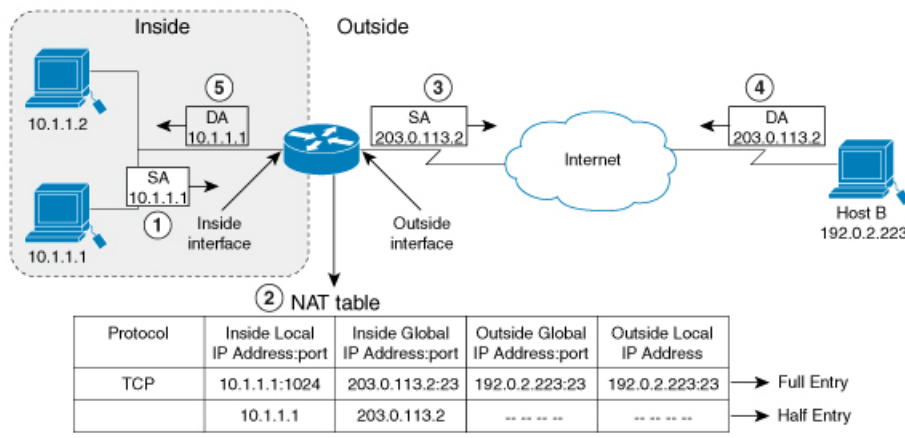 Inside
Outside
5
3
4
DA
10.1.1.1
SA
203.0.113.2
DA
203.0.113.2
10.1.1.2
Internet
SA
10.1.1.1
1
Inside
interface
Outside
interface
Host B
192.0.2.223
10.1.1.1
2 NAT table
Protocol Inside Local IP Address:port Inside Global IP Address:port Outside Global IP Address:port Outside Local IP Address
TCP 10.1.1.1:1024 203.0.113.2:23 192.0.2.223:23 192.0.2.223:23 Full Entry
10.1.1.1 203.0.113.2 -- -- -- -- -- -- -- -- Half Entry